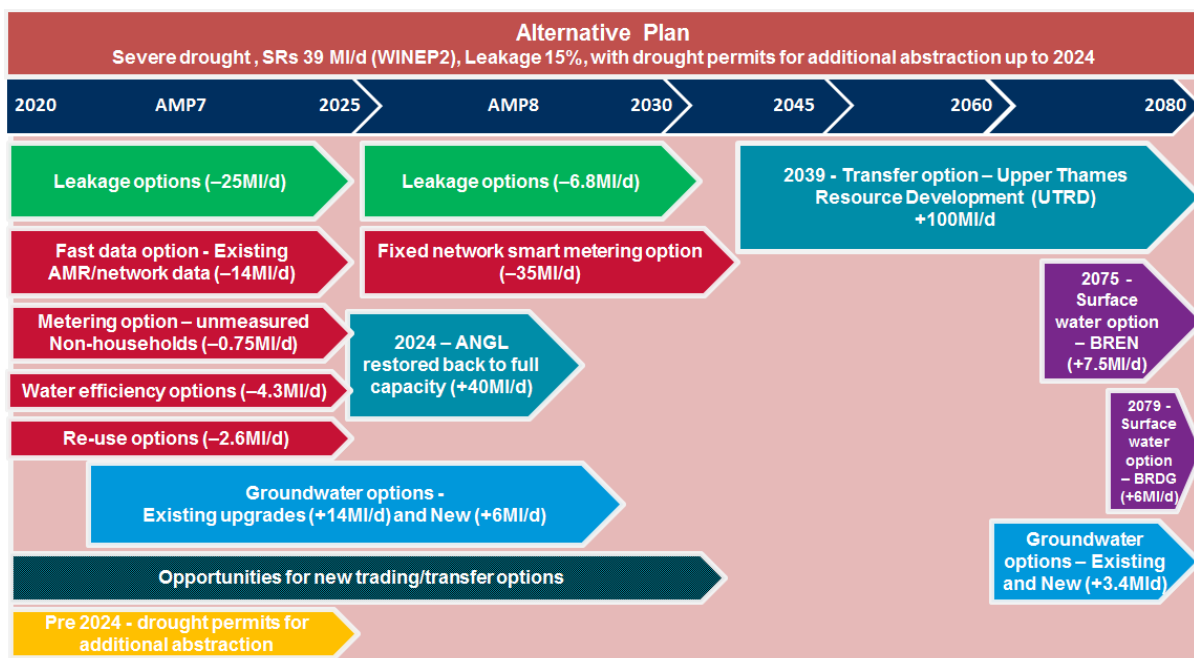 Alternative Plan
Severe drought , SRs 39 Ml/d (WINEP2), Leakage 15%, with drought permits for additional abstraction up to 2024
2020 AMP7 2025 AMP8 2030 2045 2060 2080
Leakage options (–25Ml/d)
Leakage options (–6.8Ml/d)
2039 - Transfer option – Upper Thames
Resource Development (UTRD)
+100Ml/d
Fast data option - Existing
AMR/network data (–14Ml/d)
Fixed network smart metering option
(–35Ml/d)
2075 -
Surface
water option
– BREN
(+7.5Ml/d)
Metering option – unmeasured
Non-households (–0.75Ml/d)
2024 – ANGL
restored back to full
capacity (+40Ml/d)
Water efficiency options (–4.3Ml/d)
2079 -
Surface
water
option
– BRDG
(+6Ml/d)
Re-use options (–2.6Ml/d)
Groundwater options -
Existing upgrades (+14Ml/d) and New (+6Ml/d)
Groundwater
options – Existing
and New (+3.4Mld)
Opportunities for new trading/transfer options
Pre 2024 - drought permits for
additional abstraction